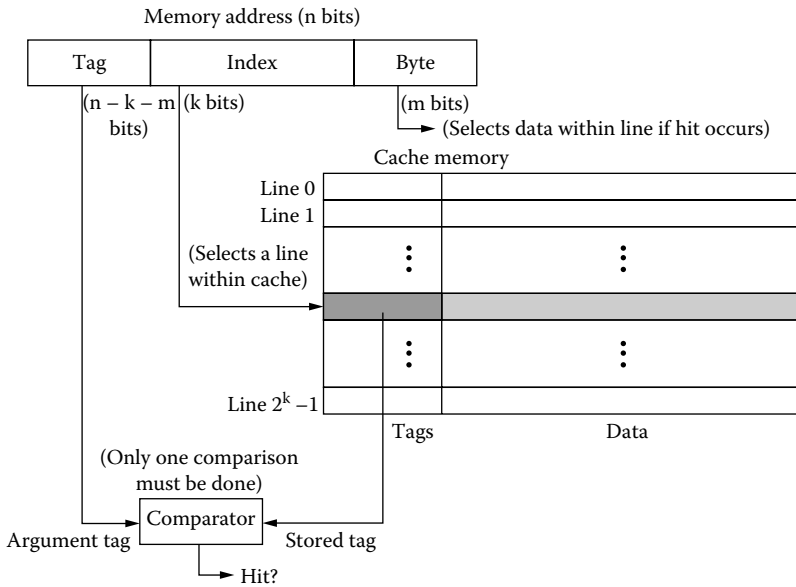 Memory address (n bits)
Tag
Index
Byte
(n – k – m
bits)
(k bits)
(m bits)
(Selects data within line if hit occurs)
Cache memory
Line 0
Line 1
(Selects a line
within cache)
Line 2ᵏ –1
Tags
Data
(Only one comparison
must be done)
Comparator
Argument tag
Stored tag
Hit?